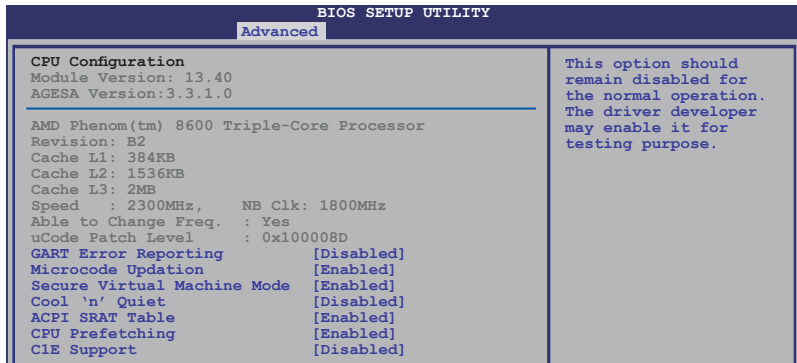 BIOS SETUP UTILITY
Advanced
CPU Configuration
Module Version: 13.40
AGESA Version:3.3.1.0
AMD Phenom(tm) 8600 Triple-Core Processor
Revision: B2
Cache L1: 384KB
Cache L2: 1536KB
Cache L3: 2MB
Speed : 2300MHz, NB Clk: 1800MHz
Able to Change Freq. : Yes
uCode Patch Level : 0x100008D
GART Error Reporting [Disabled]
Microcode Updation [Enabled]
Secure Virtual Machine Mode [Enabled]
Cool ‘n’ Quiet [Disabled]
ACPI SRAT Table [Enabled]
CPU Prefetching [Enabled]
C1E Support [Disabled]
This option should
remain disabled for
the normal operation.
The driver developer
may enable it for
testing purpose.